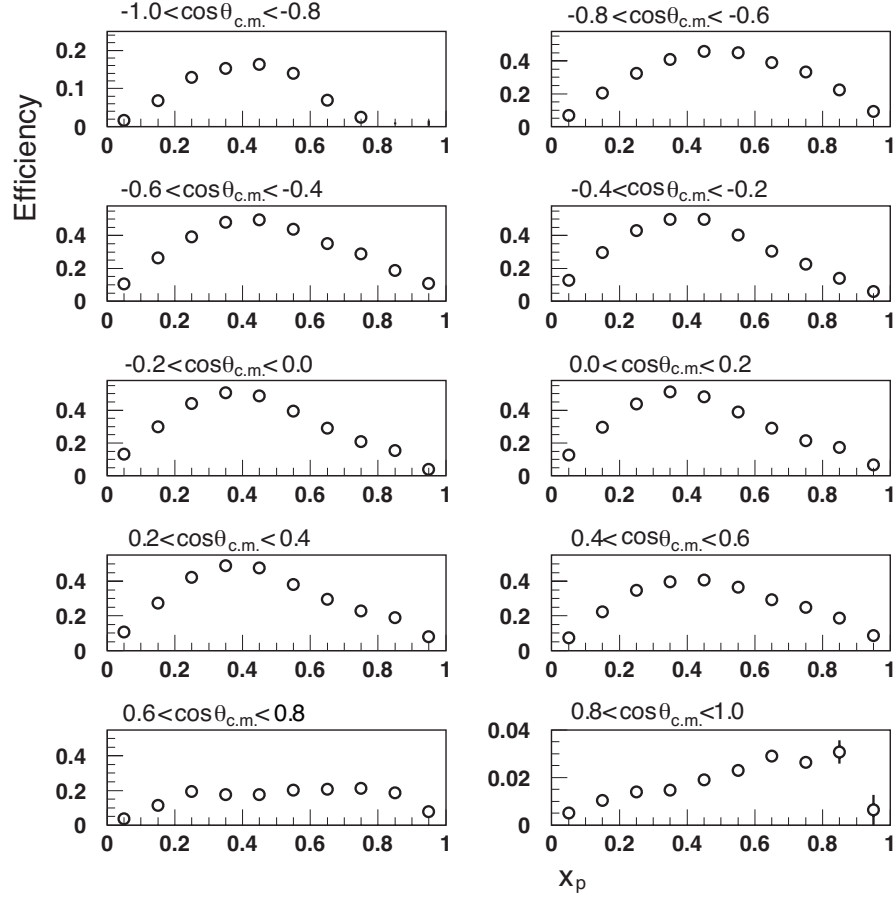 -1.0<cosθc.m.<-0.8
-0.8<cosθc.m.<-0.6
Efficiency
0.2
0.1
0
0.2 0.4 0.6 0.8 1
0.4
0.2
0
0 0.2 0.4 0.6 0.8 1
-0.6<cosθc.m.<-0.4
-0.4<cosθc.m.<-0.2
0.4
0.2
0
0 0.2 0.4 0.6 0.8 1
0.4
0.2
0
0 0.2 0.4 0.6 0.8 1
-0.2<cosθc.m.<0.0
0.0<cosθc.m.<0.2
0.4
0.2
0
0 0.2 0.4 0.6 0.8 1
0.4
0.2
0
0 0.2 0.4 0.6 0.8 1
0.2<cosθc.m.<0.4
0.4<cosθc.m.<0.6
0.4
0.2
0
0 0.2 0.4 0.6 0.8 1
0.4
0.2
0
0 0.2 0.4 0.6 0.8 1
0.6<cosθc.m.<0.8
0.8<cosθc.m.<1.0
0.4
0.2
0
0 0.2 0.4 0.6 0.8 1
0.04
0.02
0
0 0.2 0.4 0.6 0.8 1
xp